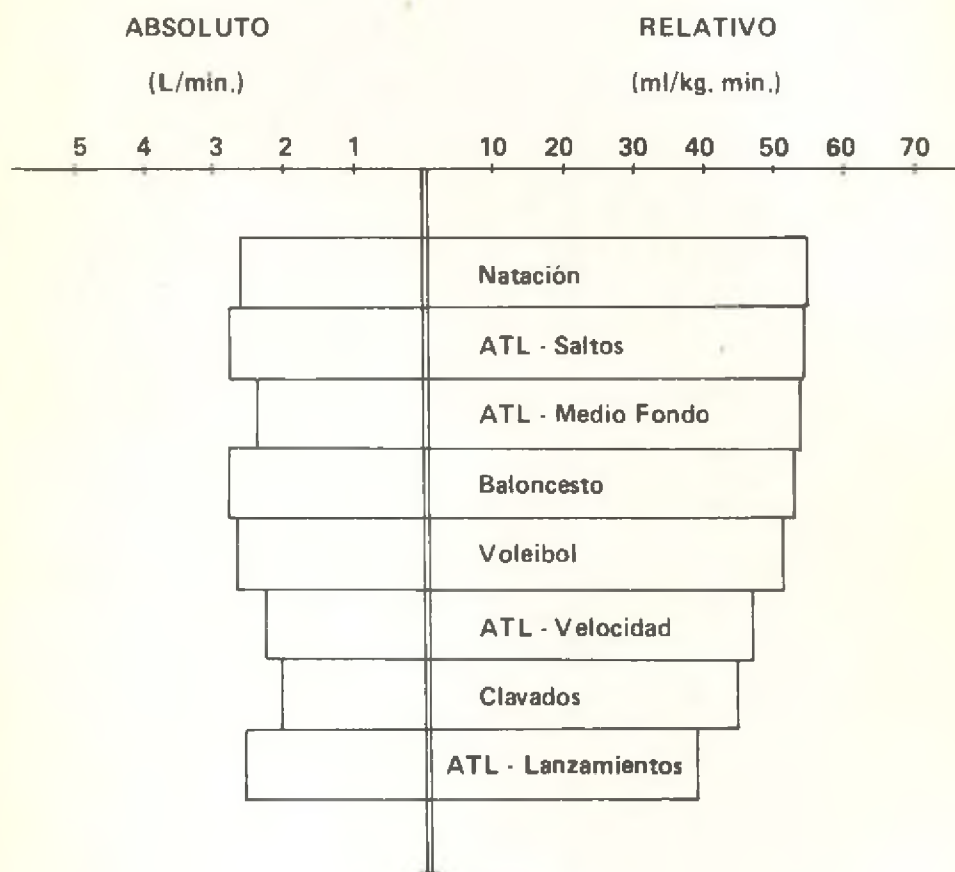 ABSOLUTO RELATIVO
(L/min.) (ml/kg. min.)
5 4 3 2 1 10 20 30 40 50 60 70
Natación
ATL - Saltos
ATL - Medio Fondo
Baloncesto
Voleibol
ATL - Velocidad
Clavados
ATL - Lanzamientos